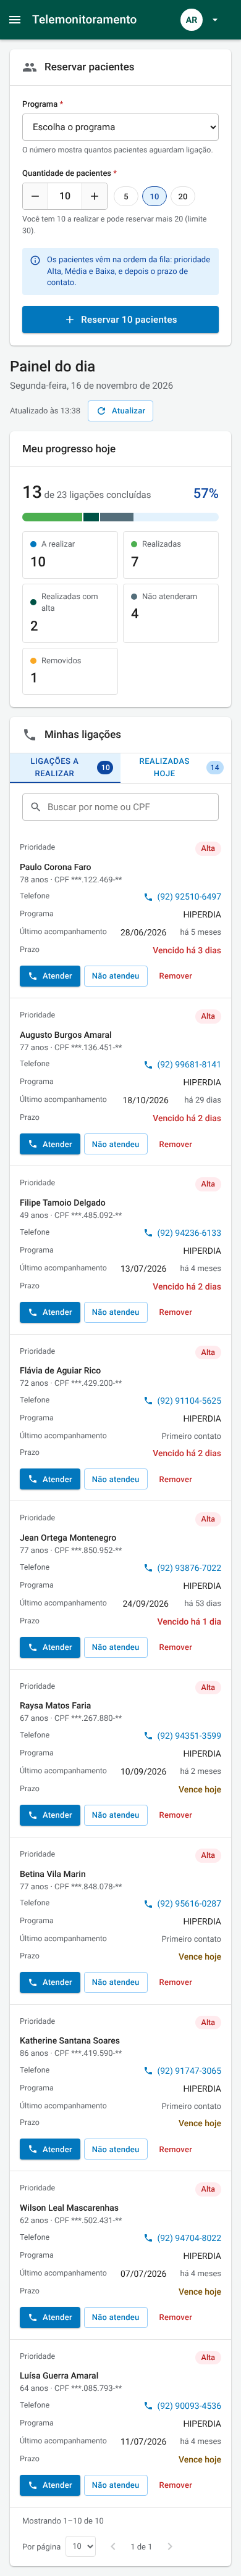 Telemonitoramento
AR
Reservar pacientes
Programa *
Escolha o programa
O número mostra quantos pacientes aguardam ligação.
Quantidade de pacientes *
− 10 + 5 10 20
Você tem 10 a realizar e pode reservar mais 20 (limite
30).
Os pacientes vêm na ordem da fila: prioridade
Alta, Média e Baixa, e depois o prazo de
contato.
+ Reservar 10 pacientes
Painel do dia
Segunda-feira, 16 de novembro de 2026
Atualizado às 13:38 Atualizar
Meu progresso hoje
13 de 23 ligações concluídas 57%
A realizar
10
Realizadas
7
Realizadas com
alta
2
Não atenderam
4
Removidos
1
Minhas ligações
LIGAÇÕES A
REALIZAR
10
REALIZADAS
HOJE
14
Buscar por nome ou CPF
Prioridade Alta
Paulo Corona Faro
78 anos · CPF ***.122.469-**
Telefone (92) 92510-6497
Programa HIPERDIA
Último acompanhamento 28/06/2026 há 5 meses
Prazo Vencido há 3 dias
Atender Não atendeu Remover
Prioridade Alta
Augusto Burgos Amaral
77 anos · CPF ***.136.451-**
Telefone (92) 99681-8141
Programa HIPERDIA
Último acompanhamento 18/10/2026 há 29 dias
Prazo Vencido há 2 dias
Atender Não atendeu Remover
Prioridade Alta
Filipe Tamoio Delgado
49 anos · CPF ***.485.092-**
Telefone (92) 94236-6133
Programa HIPERDIA
Último acompanhamento 13/07/2026 há 4 meses
Prazo Vencido há 2 dias
Atender Não atendeu Remover
Prioridade Alta
Flávia de Aguiar Rico
72 anos · CPF ***.429.200-**
Telefone (92) 91104-5625
Programa HIPERDIA
Último acompanhamento Primeiro contato
Prazo Vencido há 2 dias
Atender Não atendeu Remover
Prioridade Alta
Jean Ortega Montenegro
77 anos · CPF ***.850.952-**
Telefone (92) 93876-7022
Programa HIPERDIA
Último acompanhamento 24/09/2026 há 53 dias
Prazo Vencido há 1 dia
Atender Não atendeu Remover
Prioridade Alta
Raysa Matos Faria
67 anos · CPF ***.267.880-**
Telefone (92) 94351-3599
Programa HIPERDIA
Último acompanhamento 10/09/2026 há 2 meses
Prazo Vence hoje
Atender Não atendeu Remover
Prioridade Alta
Betina Vila Marin
77 anos · CPF ***.848.078-**
Telefone (92) 95616-0287
Programa HIPERDIA
Último acompanhamento Primeiro contato
Prazo Vence hoje
Atender Não atendeu Remover
Prioridade Alta
Katherine Santana Soares
86 anos · CPF ***.419.590-**
Telefone (92) 91747-3065
Programa HIPERDIA
Último acompanhamento Primeiro contato
Prazo Vence hoje
Atender Não atendeu Remover
Prioridade Alta
Wilson Leal Mascarenhas
62 anos · CPF ***.502.431-**
Telefone (92) 94704-8022
Programa HIPERDIA
Último acompanhamento 07/07/2026 há 4 meses
Prazo Vence hoje
Atender Não atendeu Remover
Prioridade Alta
Luísa Guerra Amaral
64 anos · CPF ***.085.793-**
Telefone (92) 90093-4536
Programa HIPERDIA
Último acompanhamento 11/07/2026 há 4 meses
Prazo Vence hoje
Atender Não atendeu Remover
Mostrando 1–10 de 10
Por página 10 1 de 1